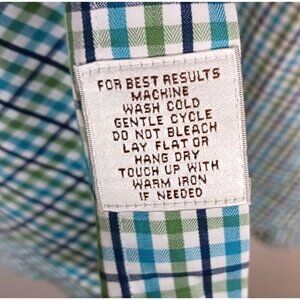 FOR BEST RESULTS
MACHINE
WASH COLD
GENTLE CYCLE
DO NOT BLEACH
LAY FLAT OR
HANG DRY
TOUCH UP WITH
WARM IRON
IF NEEDED